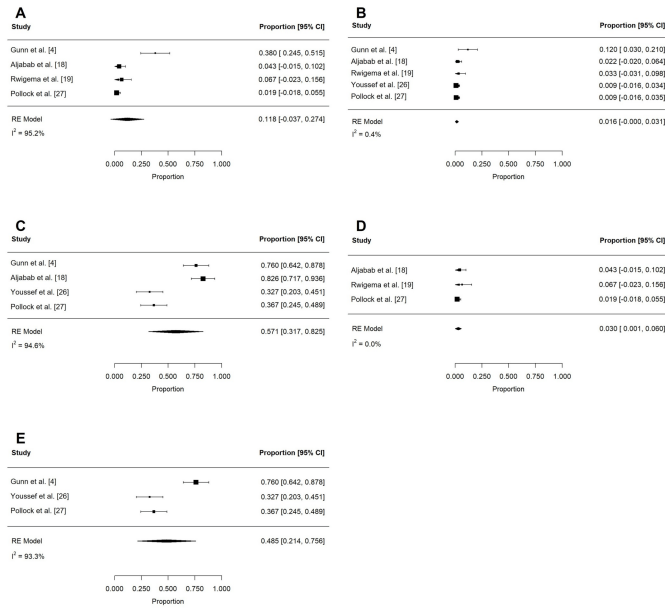 A
Study Proportion [95% CI]
Gunn et al. [4] 0.380 [ 0.245, 0.515]
Aljabab et al. [18] 0.043 [-0.015, 0.102]
Rwigema et al. [19] 0.067 [-0.023, 0.156]
Pollock et al. [27] 0.019 [-0.018, 0.055]
RE Model 0.118 [-0.037, 0.274]
I² = 95.2%
0.000 0.250 0.500 0.750 1.000
Proportion
B
Study Proportion [95% CI]
Gunn et al. [4] 0.120 [ 0.030, 0.210]
Aljabab et al. [18] 0.022 [-0.020, 0.064]
Rwigema et al. [19] 0.033 [-0.031, 0.098]
Youssef et al. [26] 0.009 [-0.016, 0.034]
Pollock et al. [27] 0.009 [-0.016, 0.035]
RE Model 0.016 [-0.000, 0.031]
I² = 0.4%
0.000 0.250 0.500 0.750 1.000
Proportion
C
Study Proportion [95% CI]
Gunn et al. [4] 0.760 [0.642, 0.878]
Aljabab et al. [18] 0.826 [0.717, 0.936]
Youssef et al. [26] 0.327 [0.203, 0.451]
Pollock et al. [27] 0.367 [0.245, 0.489]
RE Model 0.571 [0.317, 0.825]
I² = 94.6%
0.000 0.250 0.500 0.750 1.000
Proportion
D
Study Proportion [95% CI]
Aljabab et al. [18] 0.043 [-0.015, 0.102]
Rwigema et al. [19] 0.067 [-0.023, 0.156]
Pollock et al. [27] 0.019 [-0.018, 0.055]
RE Model 0.030 [ 0.001, 0.060]
I² = 0.0%
0.000 0.250 0.500 0.750 1.000
Proportion
E
Study Proportion [95% CI]
Gunn et al. [4] 0.760 [0.642, 0.878]
Youssef et al. [26] 0.327 [0.203, 0.451]
Pollock et al. [27] 0.367 [0.245, 0.489]
RE Model 0.485 [0.214, 0.756]
I² = 93.3%
0.000 0.250 0.500 0.750 1.000
Proportion